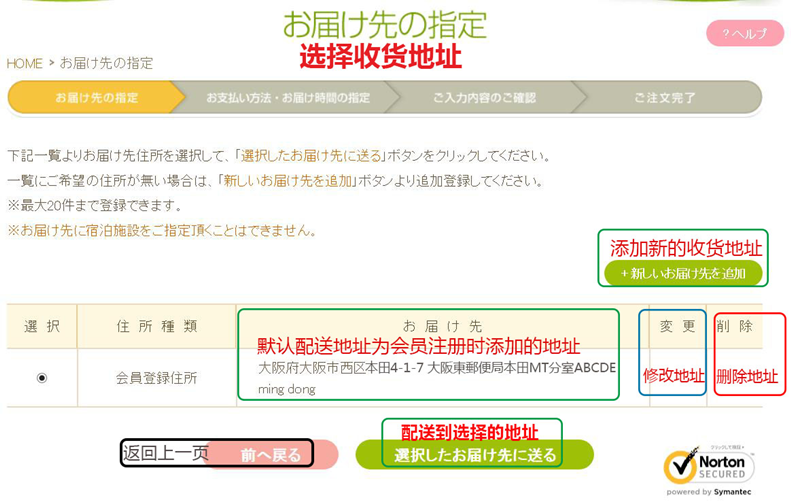 お届け先の指定
选择收货地址
? ヘルプ
HOME > お届け先の指定
お届け先の指定
お支払い方法・お届け時間の指定
ご入力内容のご確認
ご注文完了
下記一覧よりお届け先住所を選択して、「選択したお届け先に送る」ボタンをクリックしてください。
一覧にご希望の住所が無い場合は、「新しいお届け先を追加」ボタンより追加登録してください。
※最大20件まで登録できます。
※お届け先に宿泊施設をご指定頂くことはできません。
添加新的收货地址
+ 新しいお届け先を追加
選択 住所種類 お届け先 変更 削除
默认配送地址为会员注册时添加的地址
会員登録住所 大阪府大阪市西区本田4-1-7 大阪東郵便局本田MT分室ABCDE 修改地址 删除地址
ming dong
配送到选择的地址
返回上一页 前へ戻る 選択したお届け先に送る
Norton
SECURED
powered by Symantec